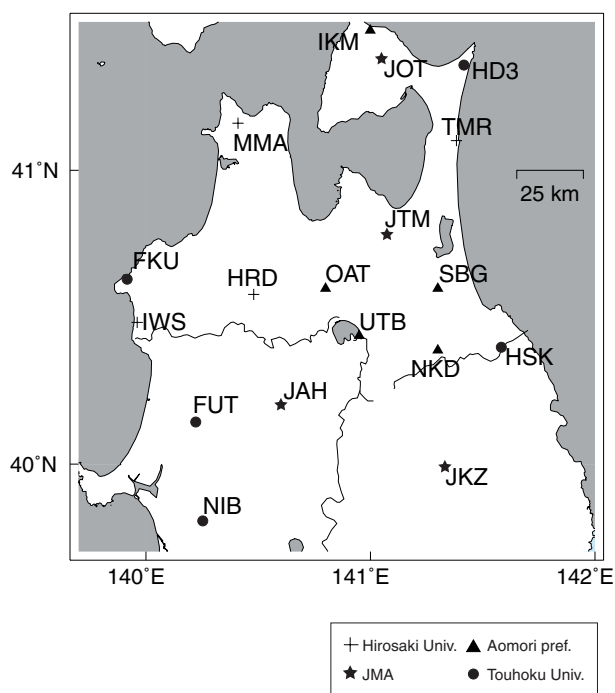 IKM
JOT
HD3
TMR
MMA
41˚N
25 km
JTM
FKU
HRD
OAT
SBG
IWS
UTB
HSK
NKD
JAH
FUT
40˚N
JKZ
NIB
140˚E
141˚E
142˚E
Hirosaki Univ.
Aomori pref.
JMA
Touhoku Univ.